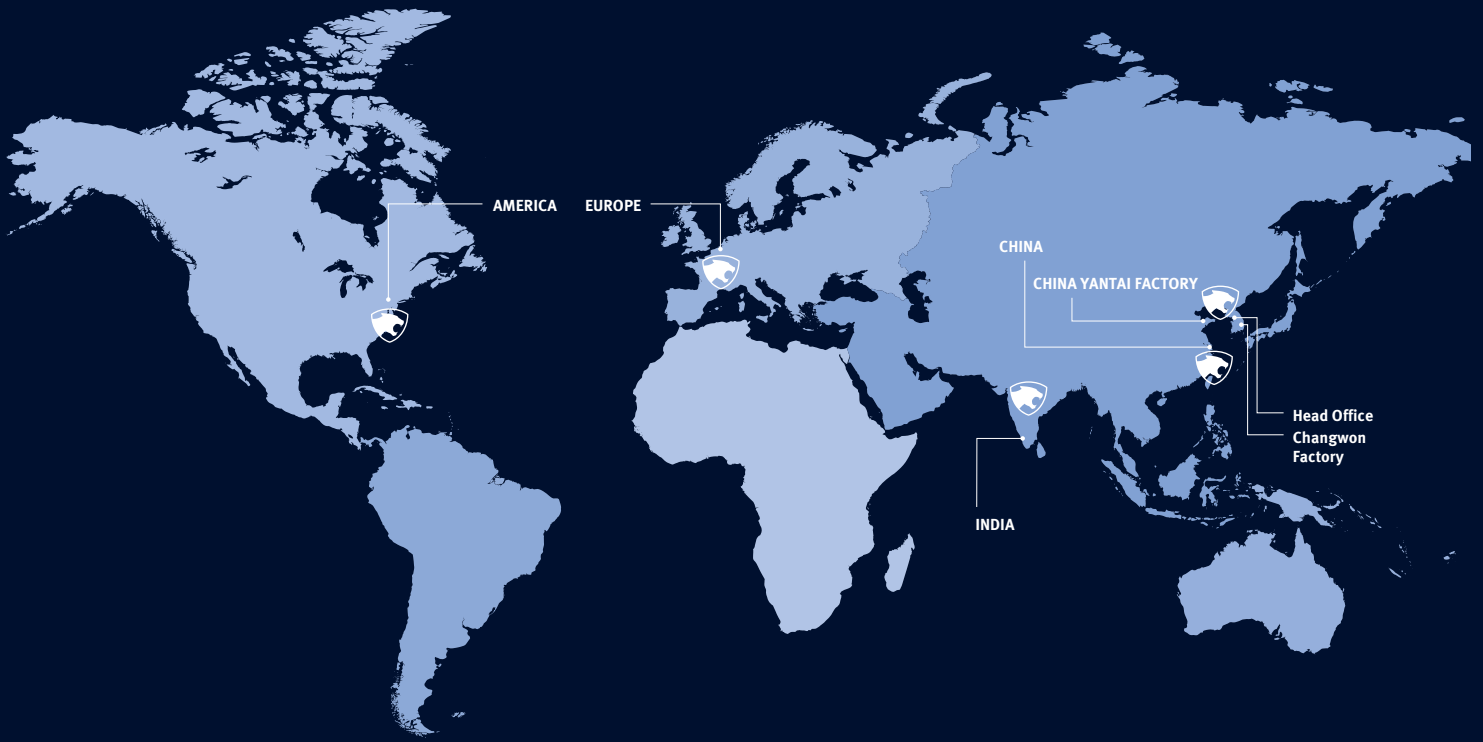 AMERICA
EUROPE
CHINA
CHINA YANTAI FACTORY
Head Office
Changwon
Factory
INDIA